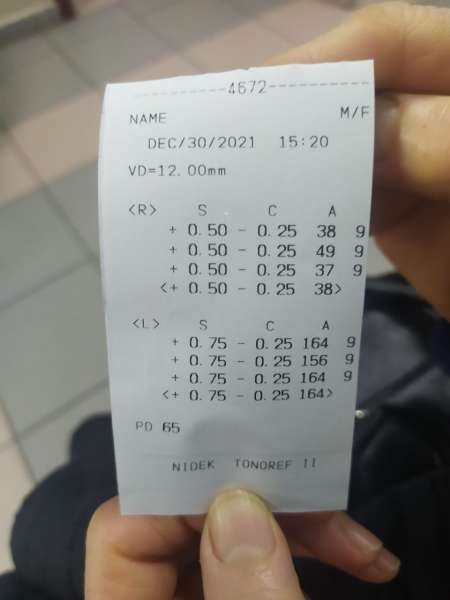 ----------4672----------
NAME M/F
DEC/30/2021 15:20
VD=12.00mm
<R> S C A
+ 0.50 - 0.25 38 9
+ 0.50 - 0.25 49 9
+ 0.50 - 0.25 37 9
<+ 0.50 - 0.25 38>
<L> S C A
+ 0.75 - 0.25 164 9
+ 0.75 - 0.25 156 9
+ 0.75 - 0.25 164 9
<+ 0.75 - 0.25 164>
PD 65
NIDEK TONOREF II